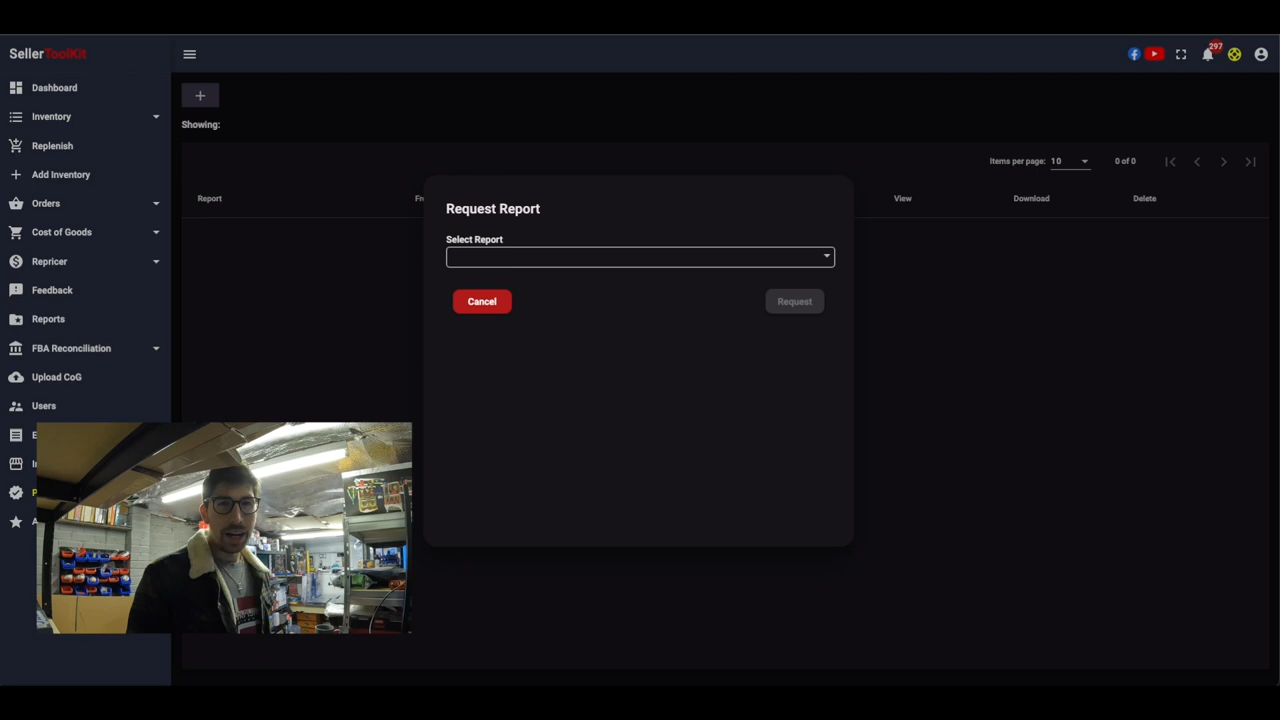 SellerToolKit
297
Dashboard
Inventory
Replenish
Add Inventory
Orders
Cost of Goods
Repricer
Feedback
Reports
FBA Reconciliation
Upload CoG
Users
Showing:
Items per page: 10
0 of 0
Report
View
Download
Delete
Request Report
Select Report
Cancel
Request